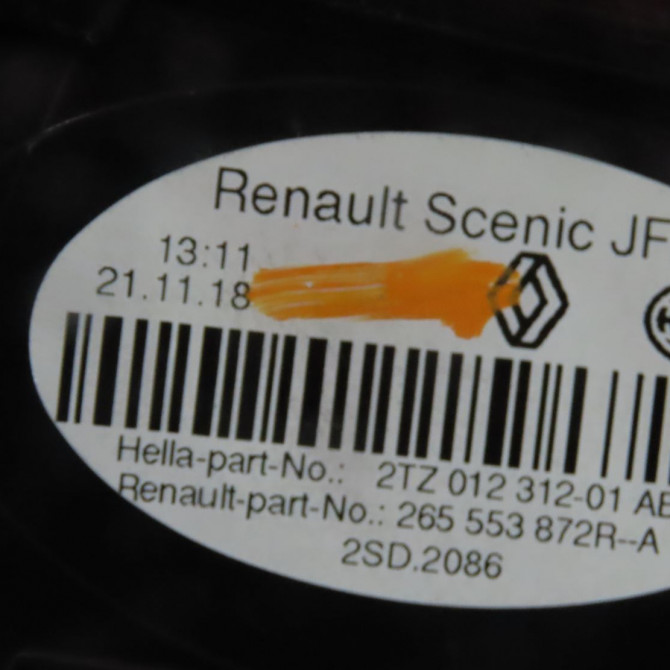 Renault Scenic JF
13:11
21.11.18
Hella-part-No.: 2TZ 012 312-01 AE
Renault-part-No.: 265 553 872R--A
2SD.2086